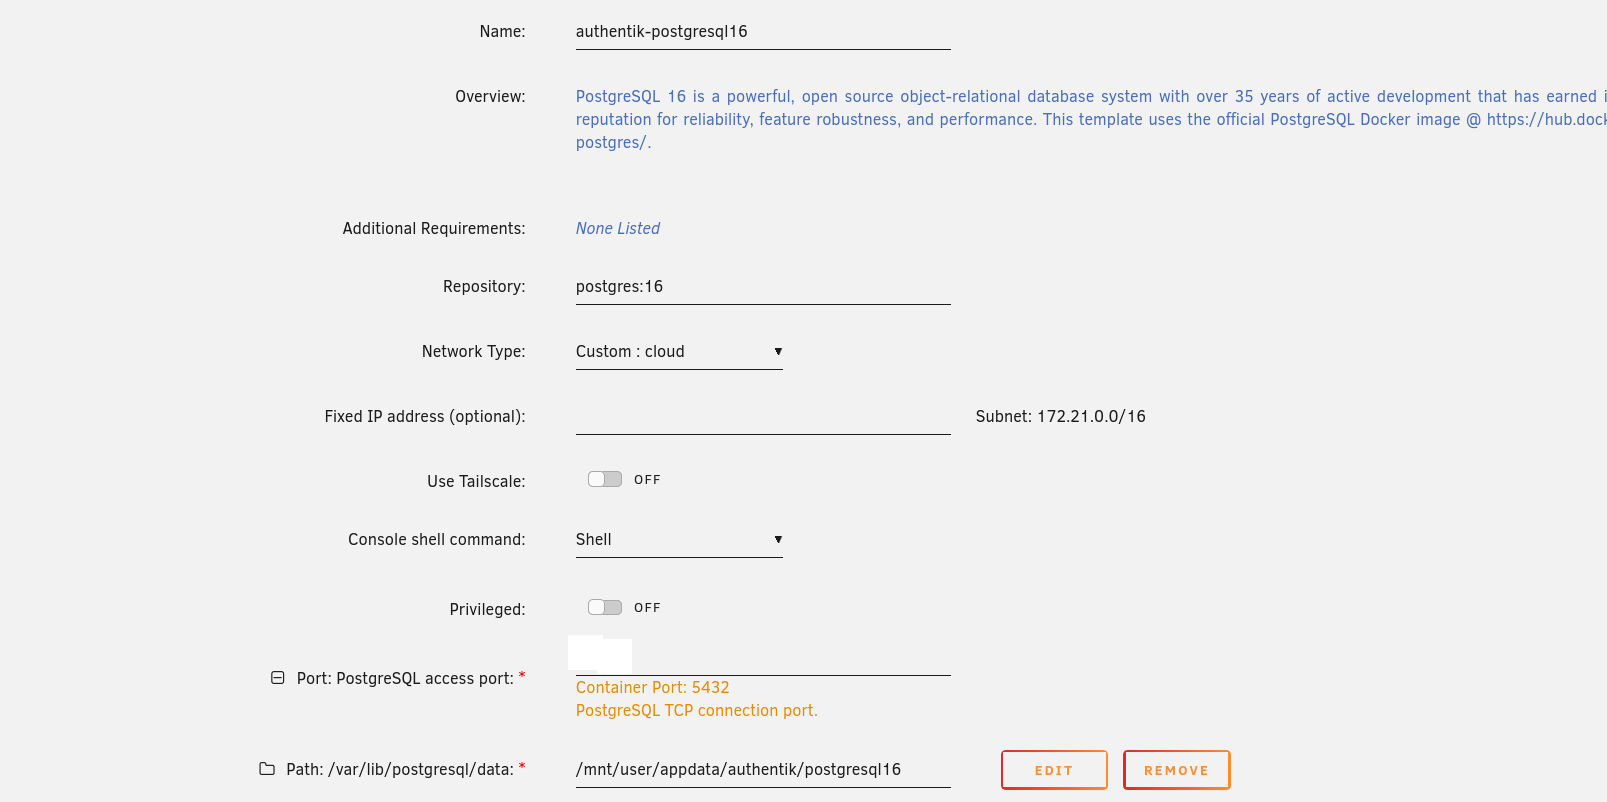 Name: authentik-postgresql16
Overview: PostgreSQL 16 is a powerful, open source object-relational database system with over 35 years of active development that has earned
reputation for reliability, feature robustness, and performance. This template uses the official PostgreSQL Docker image @ https://hub.dock
postgres/.
Additional Requirements: None Listed
Repository: postgres:16
Network Type: Custom : cloud ▼
Fixed IP address (optional): Subnet: 172.21.0.0/16
Use Tailscale: OFF
Console shell command: Shell ▼
Privileged: OFF
Port: PostgreSQL access port: *
Container Port: 5432
PostgreSQL TCP connection port.
Path: /var/lib/postgresql/data: * /mnt/user/appdata/authentik/postgresql16 EDIT REMOVE